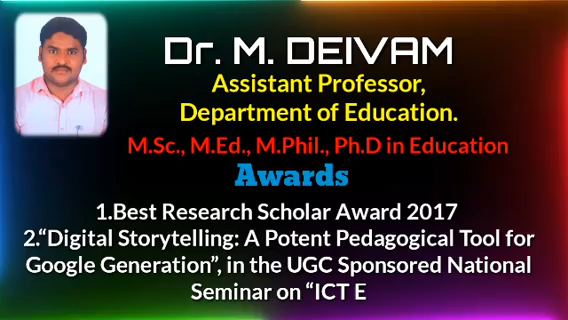 Dr. M. DEIVAM
Assistant Professor,
Department of Education.
M.Sc., M.Ed., M.Phil., Ph.D in Education
Awards
1.Best Research Scholar Award 2017
2.“Digital Storytelling: A Potent Pedagogical Tool for
Google Generation”, in the UGC Sponsored National
Seminar on “ICT E